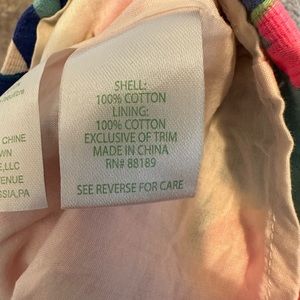 SHELL:
100% COTTON
LINING:
100% COTTON
EXCLUSIVE OF TRIM
MADE IN CHINA
RN# 88189
SEE REVERSE FOR CARE
CHINE
WN
E,LLC
ENUE
SSIA,PA